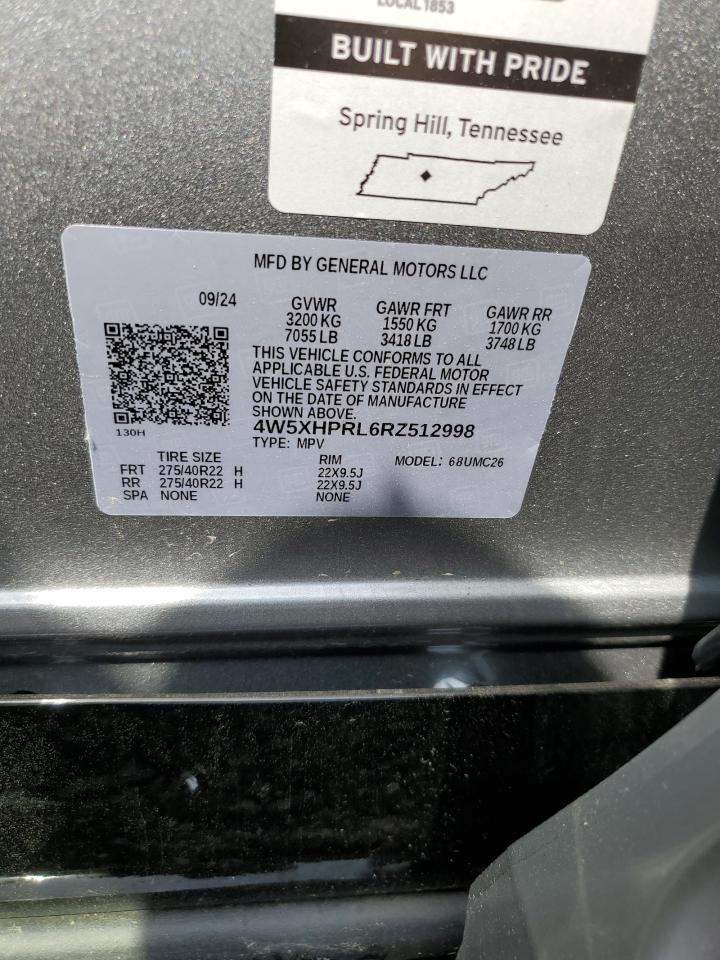 LOCAL 1853
BUILT WITH PRIDE
Spring Hill, Tennessee
MFD BY GENERAL MOTORS LLC
09/24 GVWR GAWR FRT GAWR RR
3200 KG 1550 KG 1700 KG
7055 LB 3418 LB 3748 LB
THIS VEHICLE CONFORMS TO ALL
APPLICABLE U.S. FEDERAL MOTOR
VEHICLE SAFETY STANDARDS IN EFFECT
ON THE DATE OF MANUFACTURE
SHOWN ABOVE.
130H
4W5XHPRL6RZ512998
TYPE: MPV
TIRE SIZE RIM MODEL: 68UMC26
FRT 275/40R22 H 22X9.5J
RR 275/40R22 H 22X9.5J
SPA NONE NONE